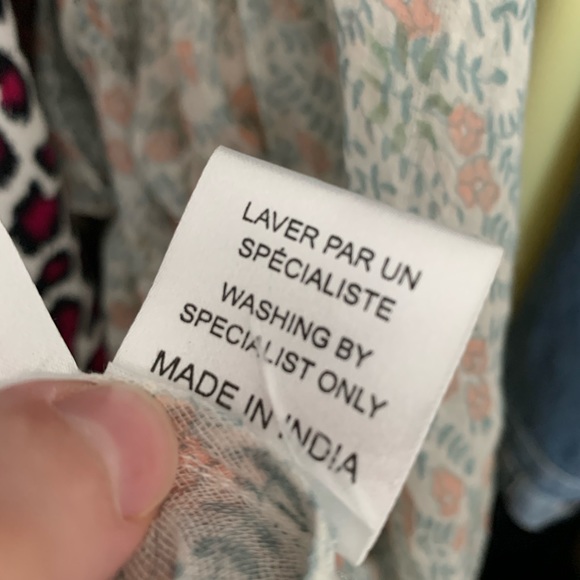 LAVER PAR UN
SPÉCIALISTE
WASHING BY
SPECIALIST ONLY
MADE IN INDIA